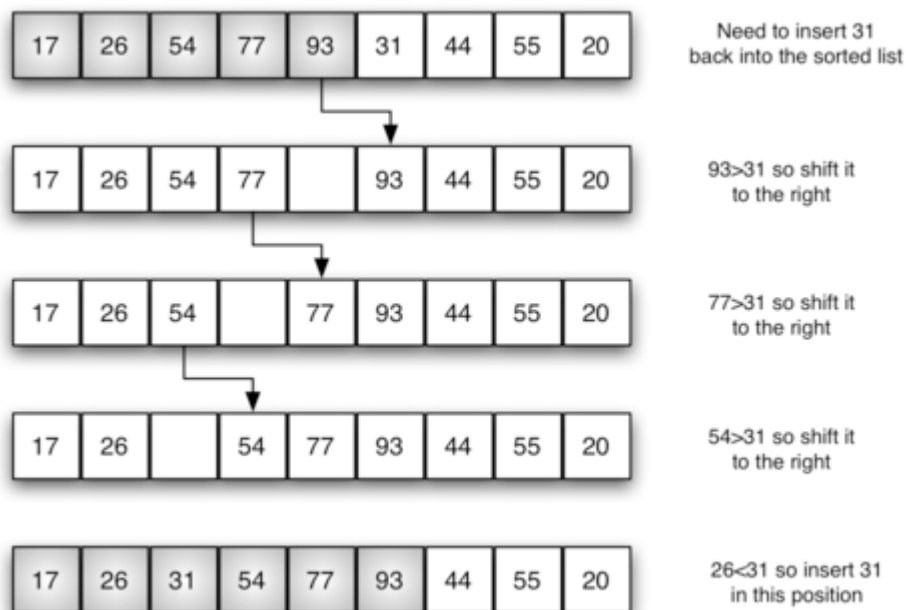 17 26 54 77 93 31 44 55 20
Need to insert 31
back into the sorted list
17 26 54 77 93 44 55 20
93>31 so shift it
to the right
17 26 54 77 93 44 55 20
77>31 so shift it
to the right
17 26 54 77 93 44 55 20
54>31 so shift it
to the right
17 26 31 54 77 93 44 55 20
26<31 so insert 31
in this position